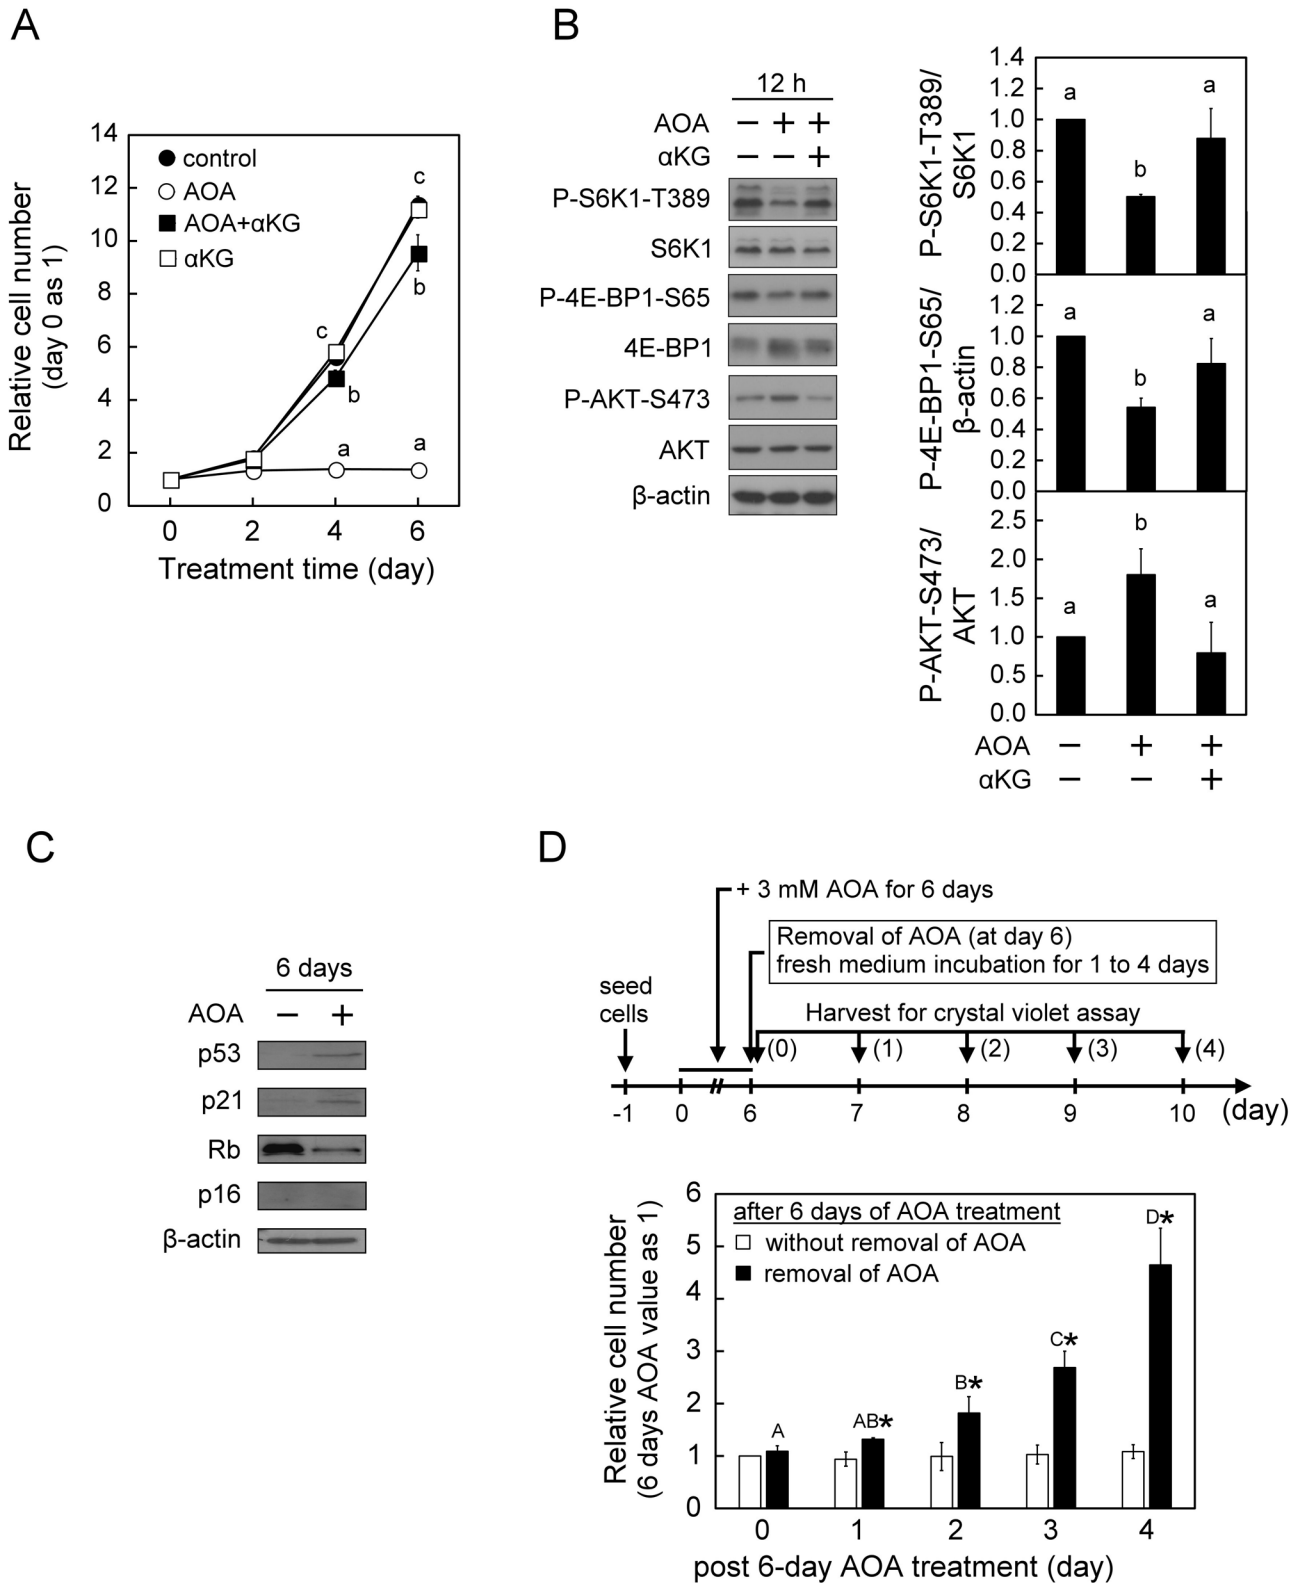 A
14
12
10
8
6
4
2
0
Relative cell number
(day 0 as 1)
control
AOA
AOA+αKG
αKG
c
b
c
b
a
a
0 2 4 6
Treatment time (day)
B
12 h
AOA − + +
αKG − − +
P-S6K1-T389
S6K1
P-4E-BP1-S65
4E-BP1
P-AKT-S473
AKT
β-actin
P-S6K1-T389/
S6K1
1.4
1.2
1.0
0.8
0.6
0.4
0.2
0.0
a b a
P-4E-BP1-S65/
β-actin
1.2
1.0
0.8
0.6
0.4
0.2
0.0
a b a
P-AKT-S473/
AKT
2.5
2.0
1.5
1.0
0.5
0.0
a b a
AOA − + +
αKG − − +
C
6 days
AOA − +
p53
p21
Rb
p16
β-actin
D
+ 3 mM AOA for 6 days
Removal of AOA (at day 6)
fresh medium incubation for 1 to 4 days
seed
cells
Harvest for crystal violet assay
(0) (1) (2) (3) (4)
-1 0 6 7 8 9 10 (day)
Relative cell number
(6 days AOA value as 1)
6
5
4
3
2
1
0
after 6 days of AOA treatment
without removal of AOA
removal of AOA
A AB* B* C* D*
0 1 2 3 4
post 6-day AOA treatment (day)